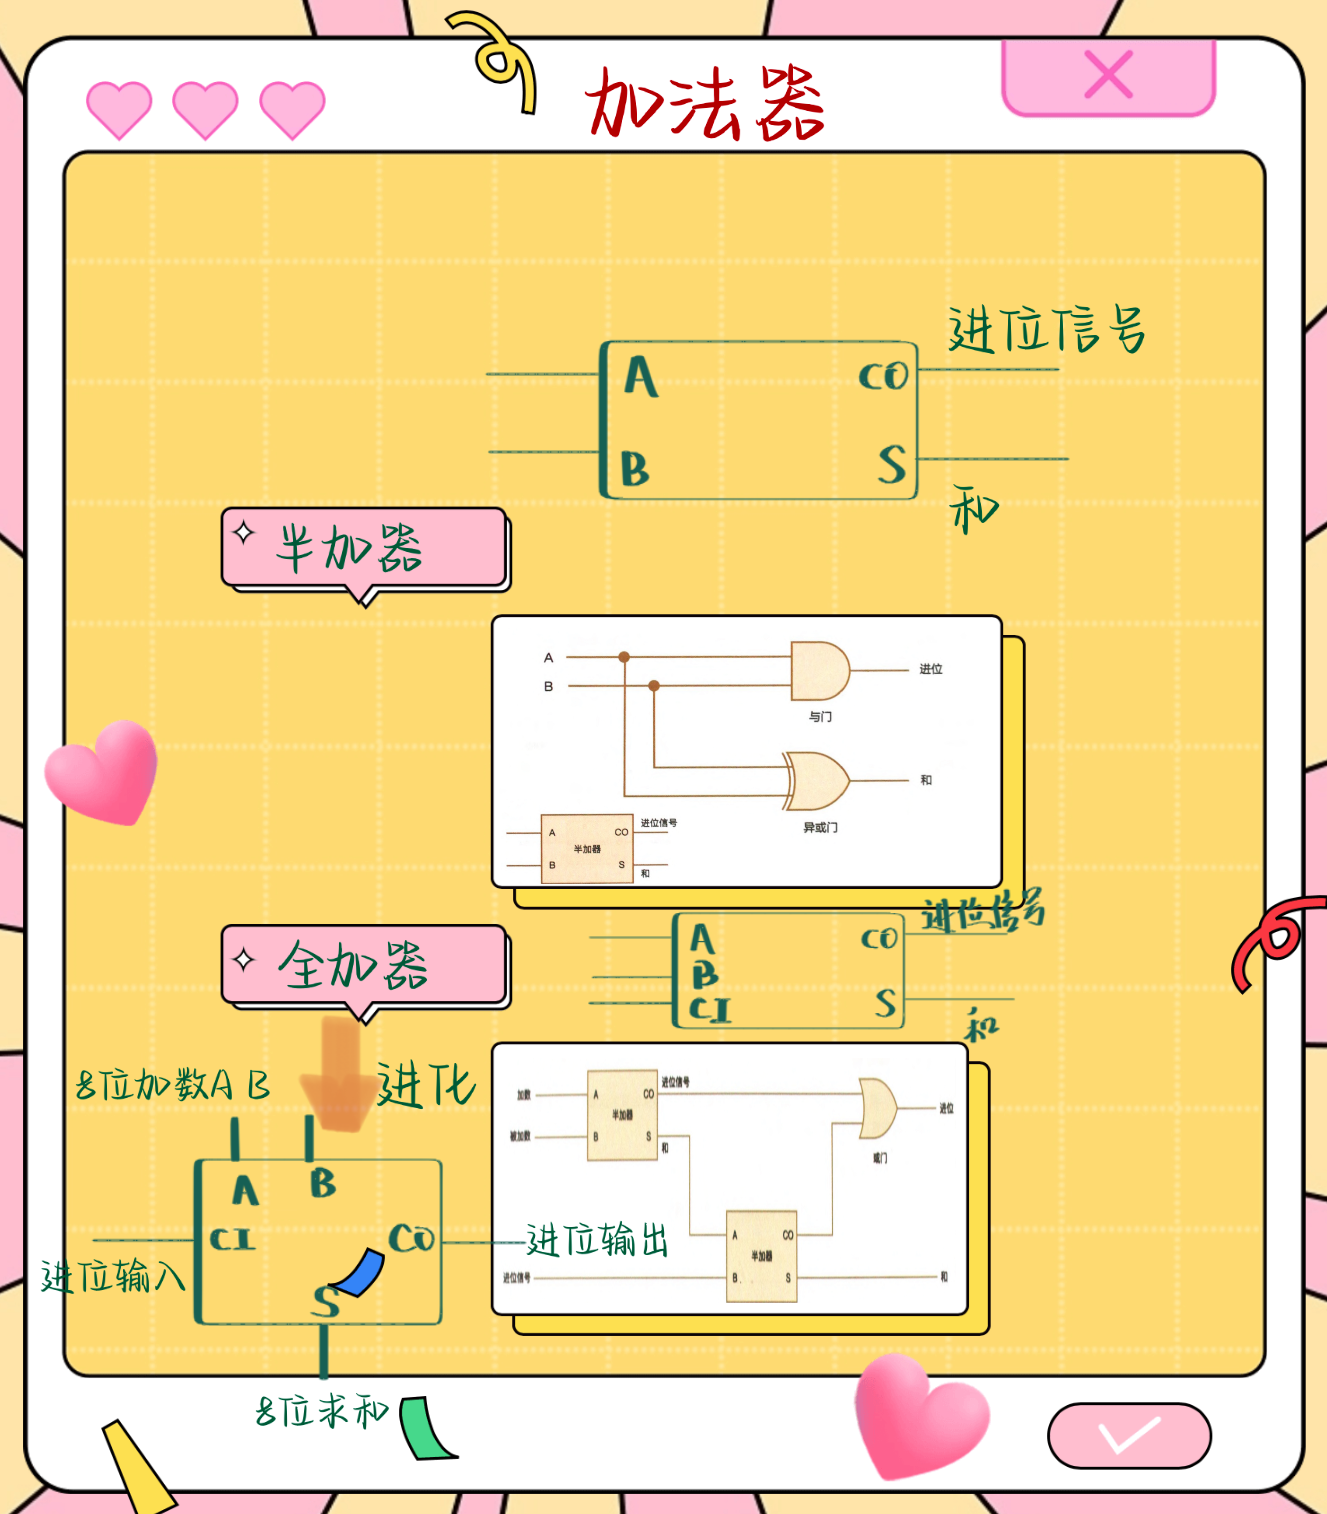 加法器
进位信号
A
CO
B
S
和
半加器
A
进位
B
与门
和
异或门
进位信号
A
CO
半加器
B
S
和
进位信号
A
CO
B
CI
S
和
全加器
进化
8位加数A B
A
B
CI
CO
进位输入
进位输出
S
8位求和
加数
A
CO
进位信号
半加器
被加数
B
S
和
进位
或门
A
CO
半加器
进位信号
B
S
和